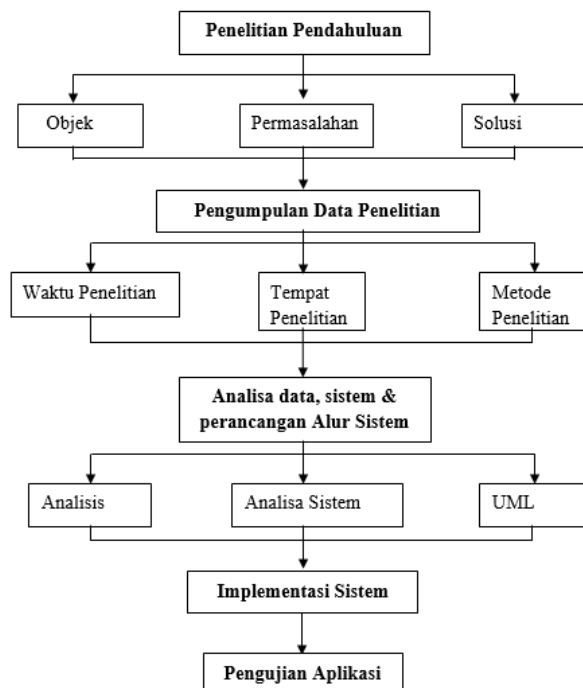 Penelitian Pendahuluan
Objek
Permasalahan
Solusi
Pengumpulan Data Penelitian
Waktu Penelitian
Tempat
Penelitian
Metode
Penelitian
Analisa data, sistem &
perancangan Alur Sistem
Analisis
Analisa Sistem
UML
Implementasi Sistem
Pengujian Aplikasi